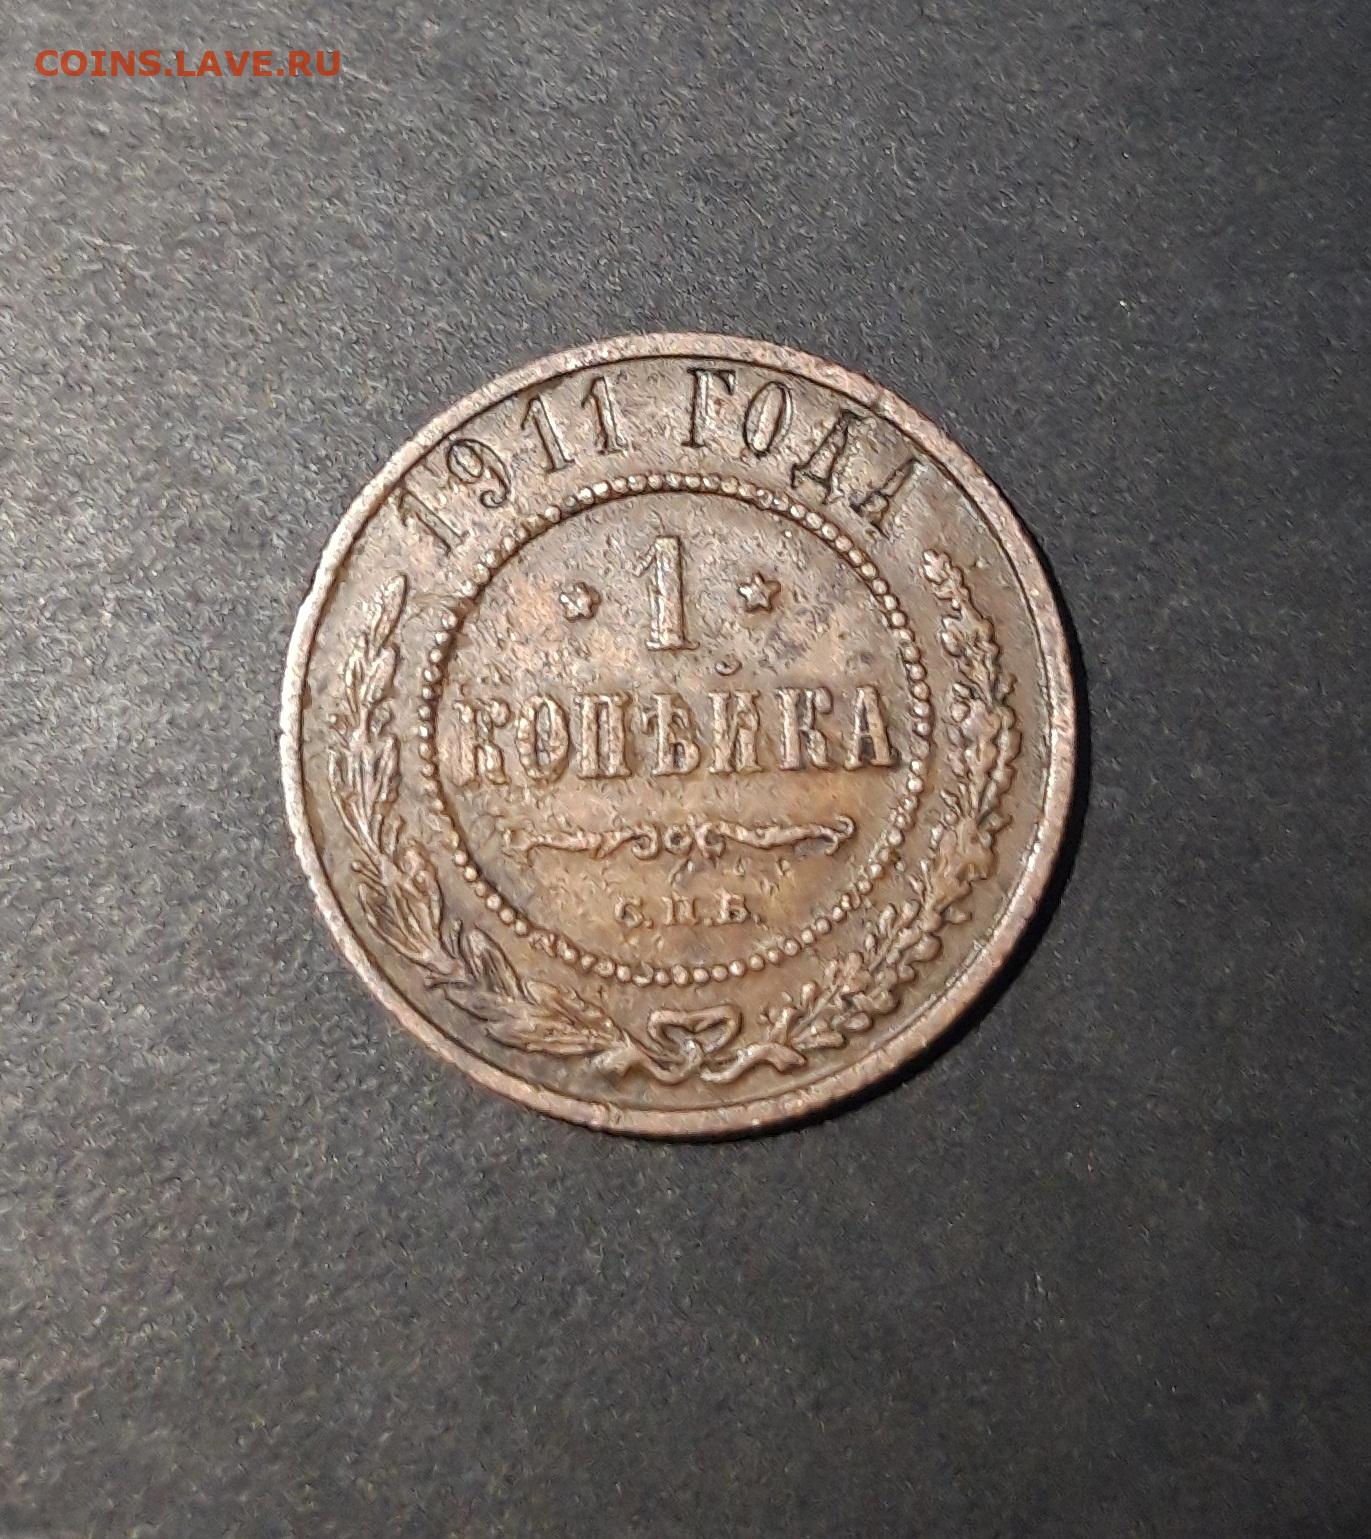 COINS.LAVE.RU
1911 ГОДА
1
КОПѢЙКА
С.П.Б.